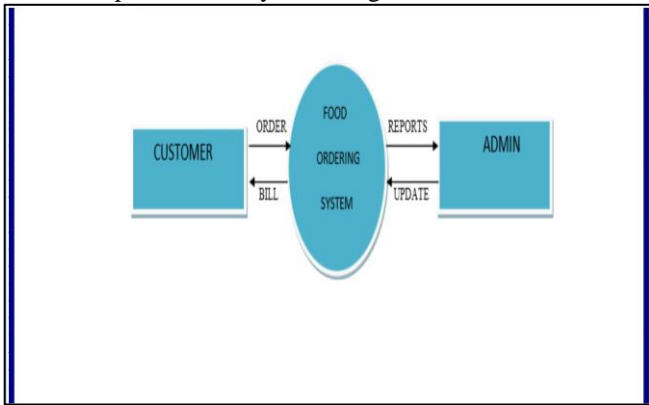 CUSTOMER
ORDER
BILL
FOOD
ORDERING
SYSTEM
REPORTS
UPDATE
ADMIN